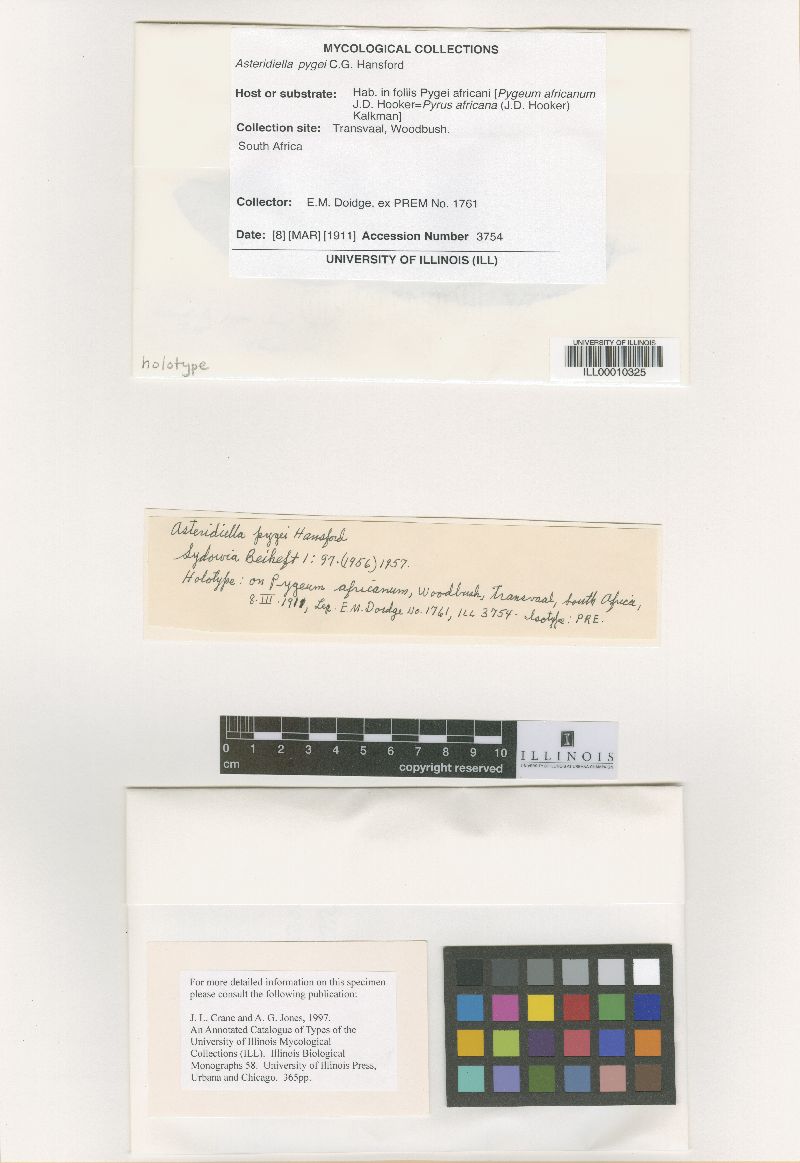 MYCOLOGICAL COLLECTIONS
Asteridiella pygei C.G. Hansford
Host or substrate: Hab. in foliis Pygei africani [Pygeum africanum
J.D. Hooker=Pyrus africana (J.D. Hooker)
Kalkman]
Collection site: Transvaal, Woodbush.
South Africa
Collector: E.M. Doidge, ex PREM No. 1761
Date: [8] [MAR] [1911] Accession Number 3754
UNIVERSITY OF ILLINOIS (ILL)
holotype
UNIVERSITY OF ILLINOIS
ILL00010325
Asteridiella pygei Hansford
Sydowia Beiheft 1: 97. (1956) 1957.
Holotype: on Pygeum africanum, Woodbush, Transvaal, South Africa,
8.III.1911, Leg. E.M. Doidge No. 1761, ILL 3754. Isotype: PRE.
0 1 2 3 4 5 6 7 8 9 10
cm
copyright reserved
I
ILLINOIS
UNIVERSITY OF ILLINOIS AT URBANA-CHAMPAIGN
For more detailed information on this specimen
please consult the following publication:
J. L. Crane and A. G. Jones, 1997.
An Annotated Catalogue of Types of the
University of Illinois Mycological
Collections (ILL). Illinois Biological
Monographs 58. University of Illinois Press,
Urbana and Chicago. 365pp.